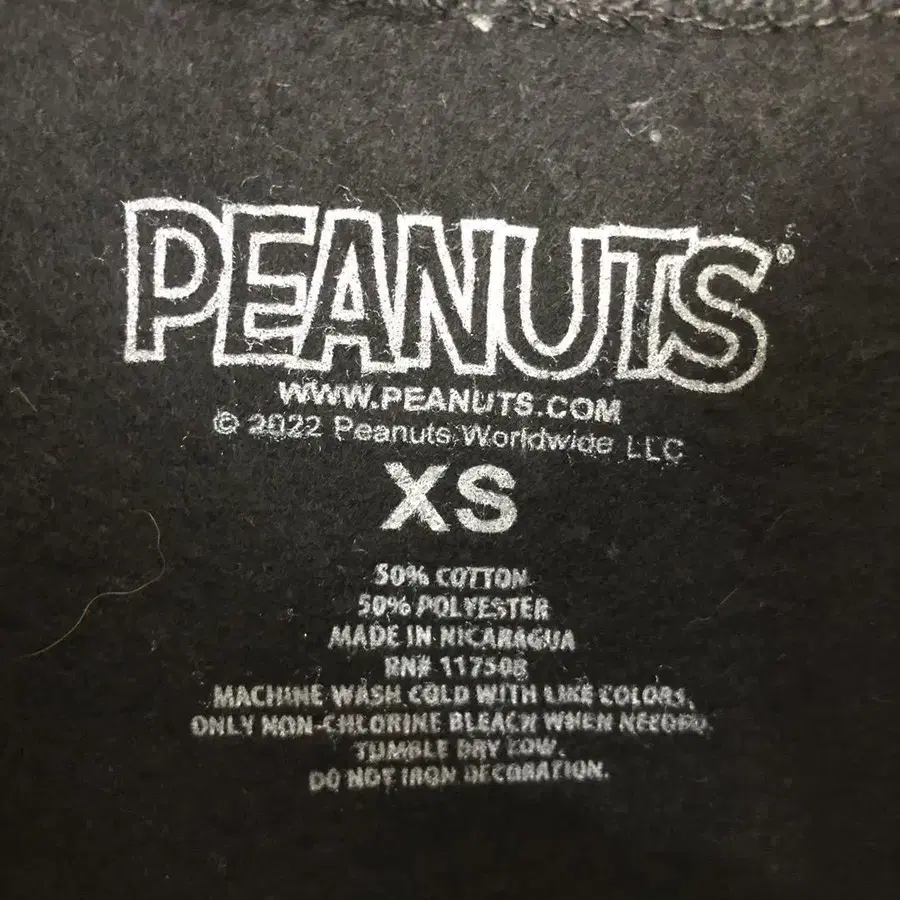 PEANUTS®
WWW.PEANUTS.COM
© 2022 Peanuts Worldwide LLC
XS
50% COTTON
50% POLYESTER
MADE IN NICARAGUA
RN# 117508
MACHINE WASH COLD WITH LIKE COLORS,
ONLY NON-CHLORINE BLEACH WHEN NEEDED,
TUMBLE DRY LOW.
DO NOT IRON DECORATION.